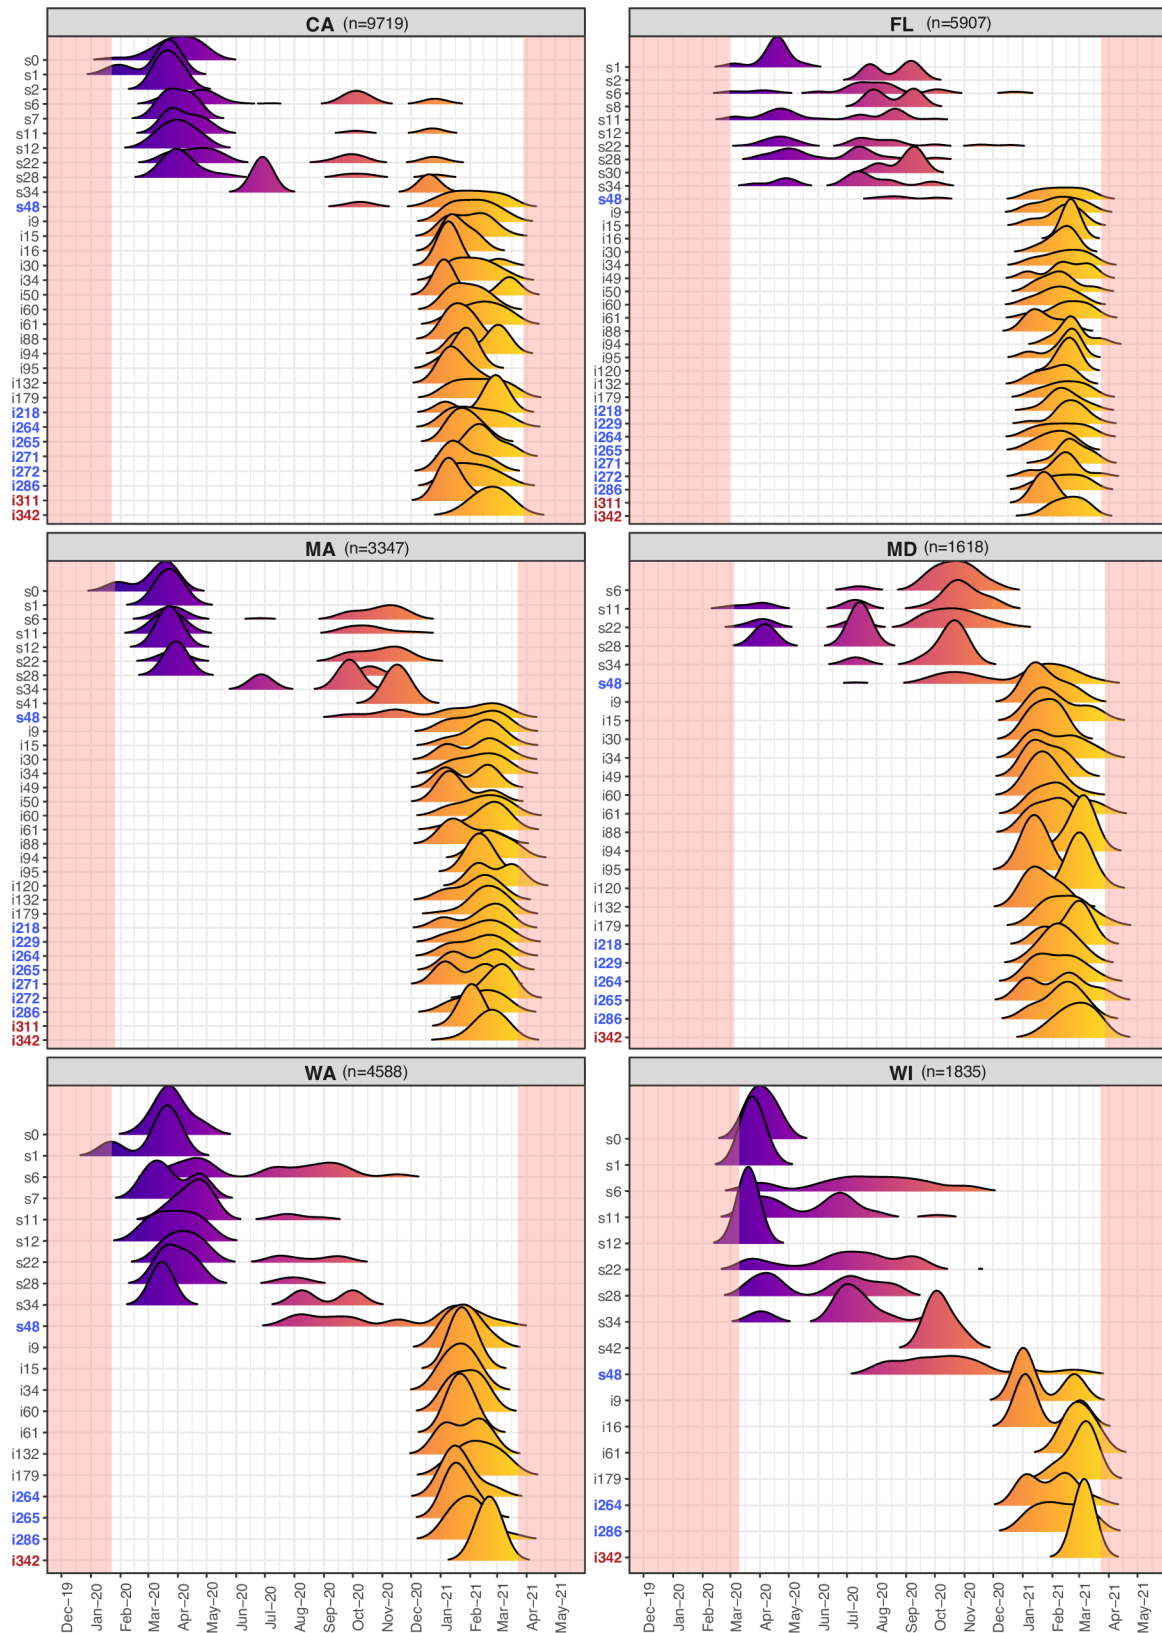 CA (n=9719)
s0
s1
s2
s6
s7
s11
s12
s22
s28
s34
s48
i9
i15
i16
i30
i34
i50
i60
i61
i88
i94
i95
i132
i179
i218
i264
i265
i271
i272
i286
i311
i342
FL (n=5907)
s1
s2
s6
s8
s11
s12
s22
s28
s30
s34
s48
i9
i15
i16
i30
i34
i49
i50
i60
i61
i88
i94
i95
i120
i132
i179
i218
i229
i264
i265
i271
i272
i286
i311
i342
MA (n=3347)
s0
s1
s6
s11
s12
s22
s28
s34
s41
s48
i9
i15
i30
i34
i49
i50
i60
i61
i88
i94
i95
i120
i132
i179
i218
i229
i264
i265
i271
i272
i286
i311
i342
MD (n=1618)
s6
s11
s22
s28
s34
s48
i9
i15
i30
i34
i49
i60
i61
i88
i94
i95
i120
i132
i179
i218
i229
i264
i265
i286
i342
WA (n=4588)
s0
s1
s6
s7
s11
s12
s22
s28
s34
s48
i9
i15
i34
i60
i61
i132
i179
i264
i265
i286
i342
Dec-19
Jan-20
Feb-20
Mar-20
Apr-20
May-20
Jun-20
Jul-20
Aug-20
Sep-20
Oct-20
Nov-20
Dec-20
Jan-21
Feb-21
Mar-21
Apr-21
May-21
WI (n=1835)
s0
s1
s6
s11
s12
s22
s28
s34
s42
s48
i9
i16
i61
i179
i264
i286
i342
Dec-19
Jan-20
Feb-20
Mar-20
Apr-20
May-20
Jun-20
Jul-20
Aug-20
Sep-20
Oct-20
Nov-20
Dec-20
Jan-21
Feb-21
Mar-21
Apr-21
May-21